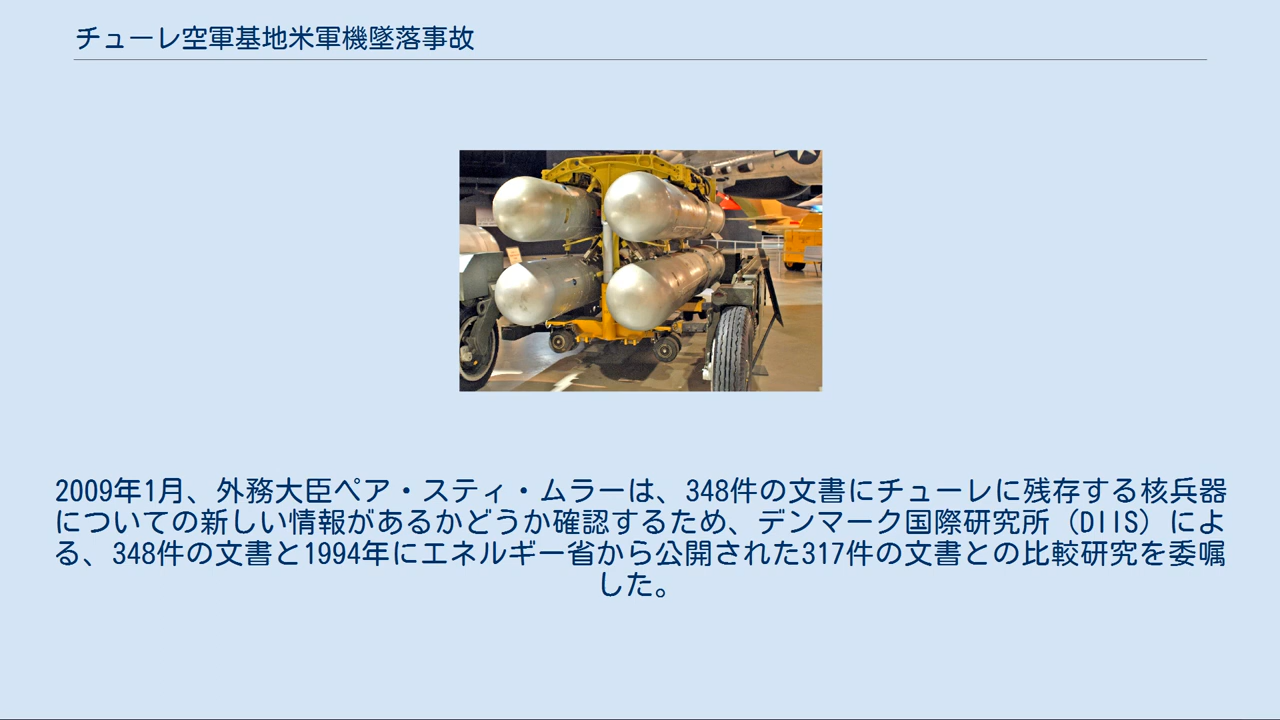 チューレ空軍基地米軍機墜落事故
2009年1月、外務大臣ペア・スティ・ムラーは、348件の文書にチューレに残存する核兵器
についての新しい情報があるかどうか確認するため、デンマーク国際研究所（DIIS）によ
る、348件の文書と1994年にエネルギー省から公開された317件の文書との比較研究を委嘱
した。